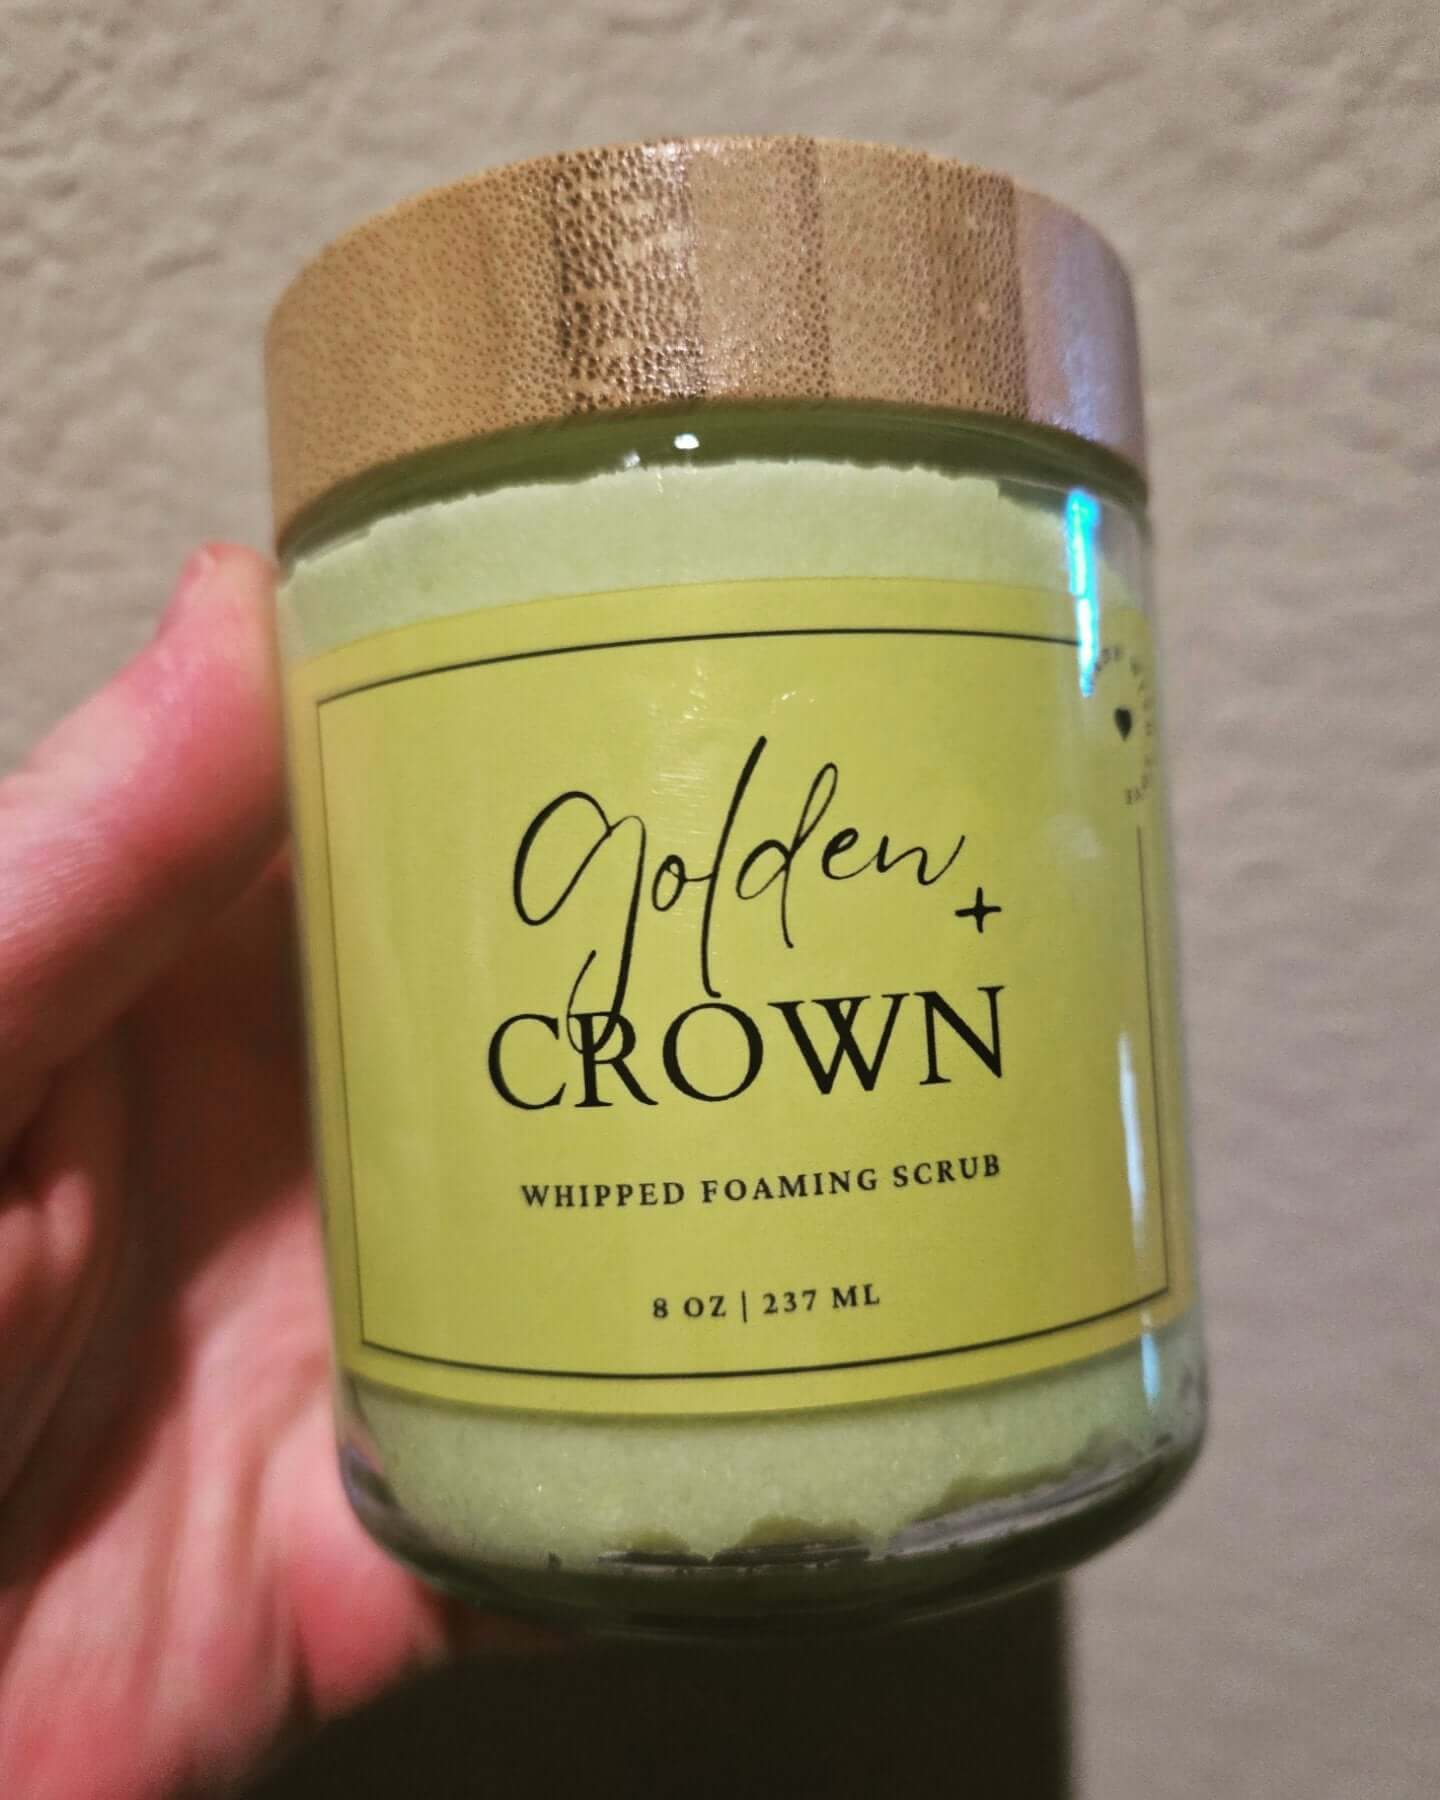 golden
+
CROWN
WHIPPED FOAMING SCRUB
8 OZ | 237 ML